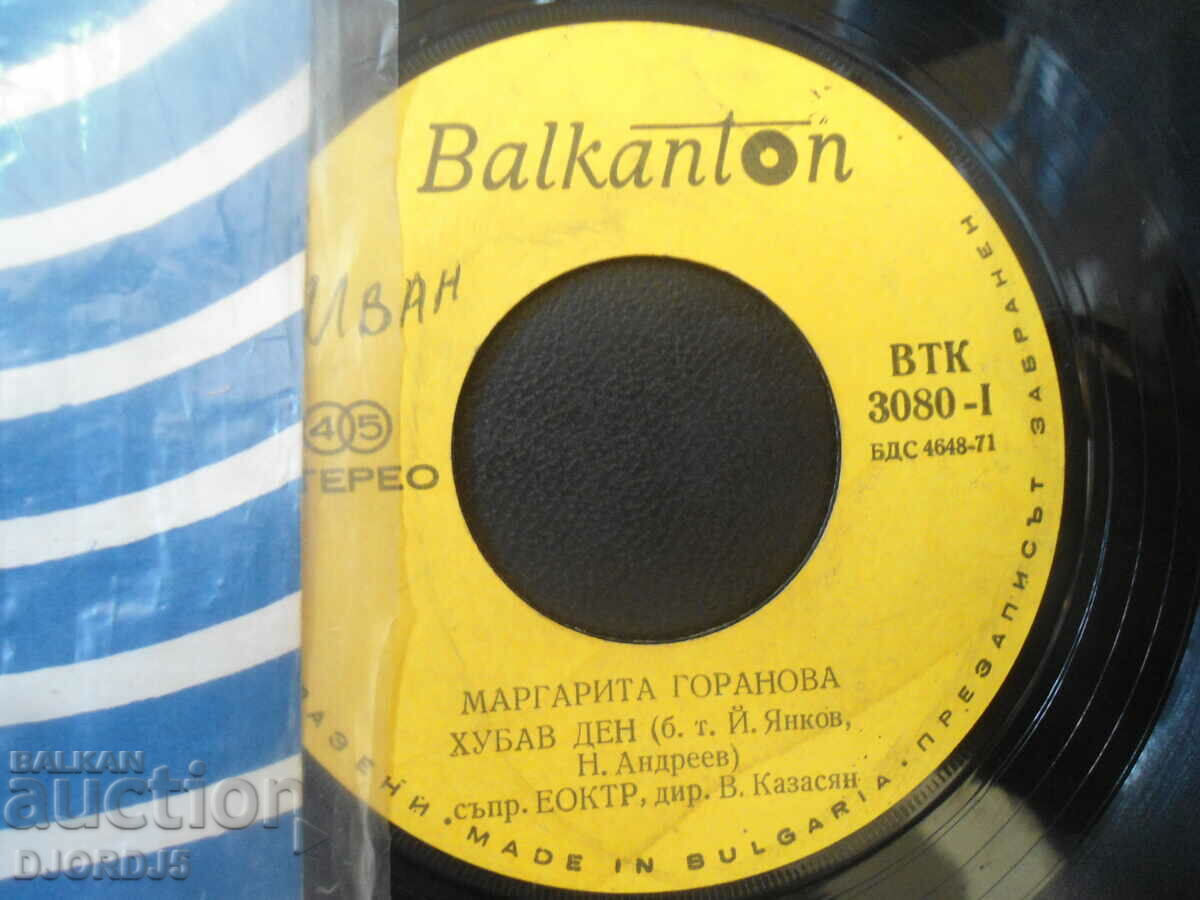 Balkanton
Иван
ВТК
3080-I
БДС 4648-71
45
ТЕРЕО
МАРГАРИТА ГОРАНОВА
ХУБАВ ДЕН (б. т. Й. Янков,
Н. Андреев)
съпр. ЕОКТР, дир. В. Казасян
АЗЕНИ • MADE IN BULGARIA • ПРЕЗАПИСЪТ ЗАБРАНЕН
BALKAN
auction
DJORDJ5